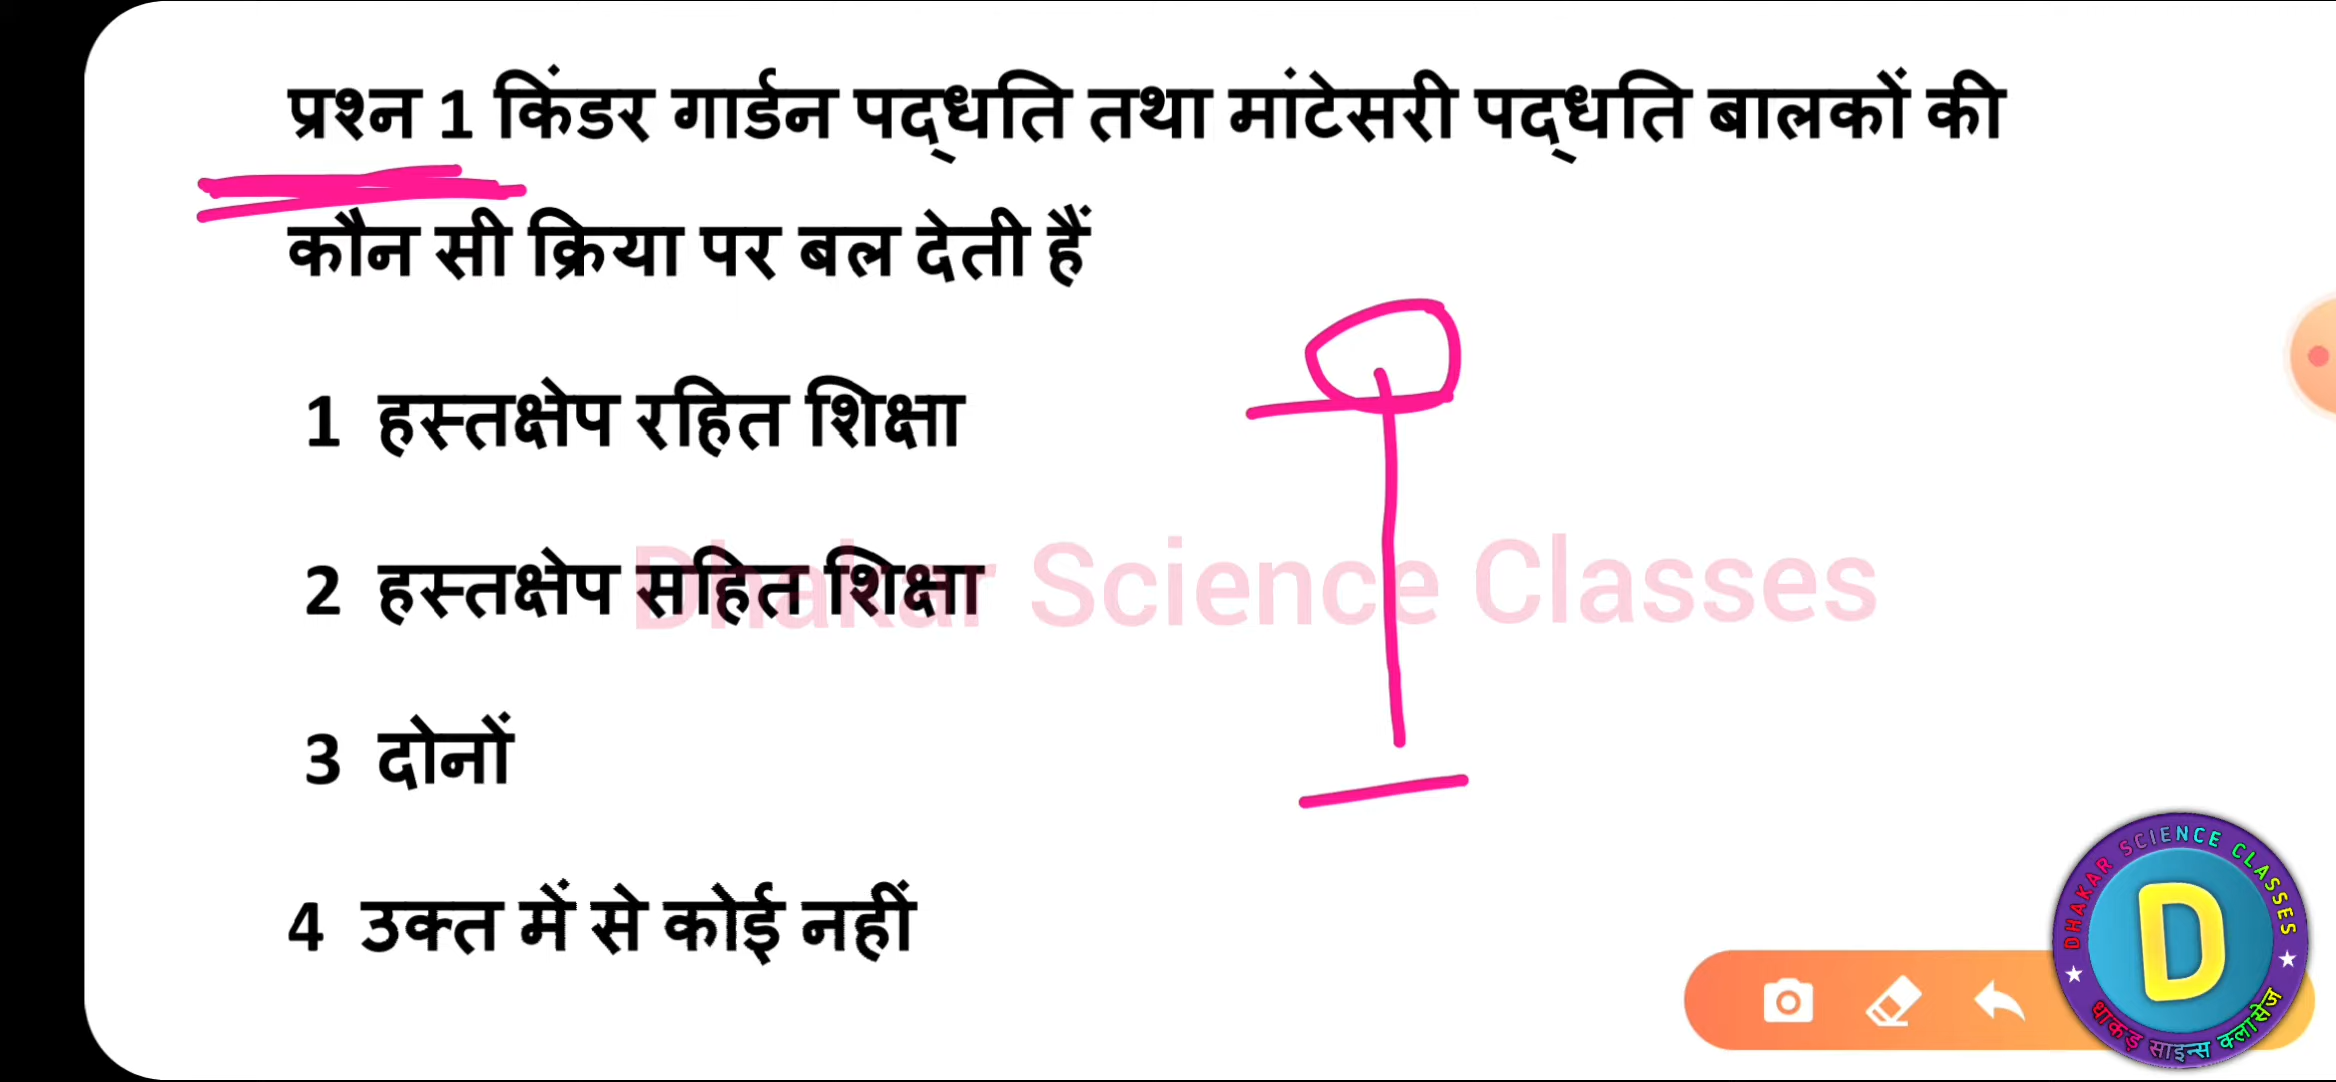 प्रश्न 1 किंडर गार्डन पद्धति तथा मांटेसरी पद्धति बालकों की
कौन सी क्रिया पर बल देती हैं
1 हस्तक्षेप रहित शिक्षा
2 हस्तक्षेप सहित शिक्षा
Dhakar Science Classes
3 दोनों
4 उक्त में से कोई नहीं
DHAKAR SCIENCE CLASSES
D
धाकड़ साइन्स क्लासेज